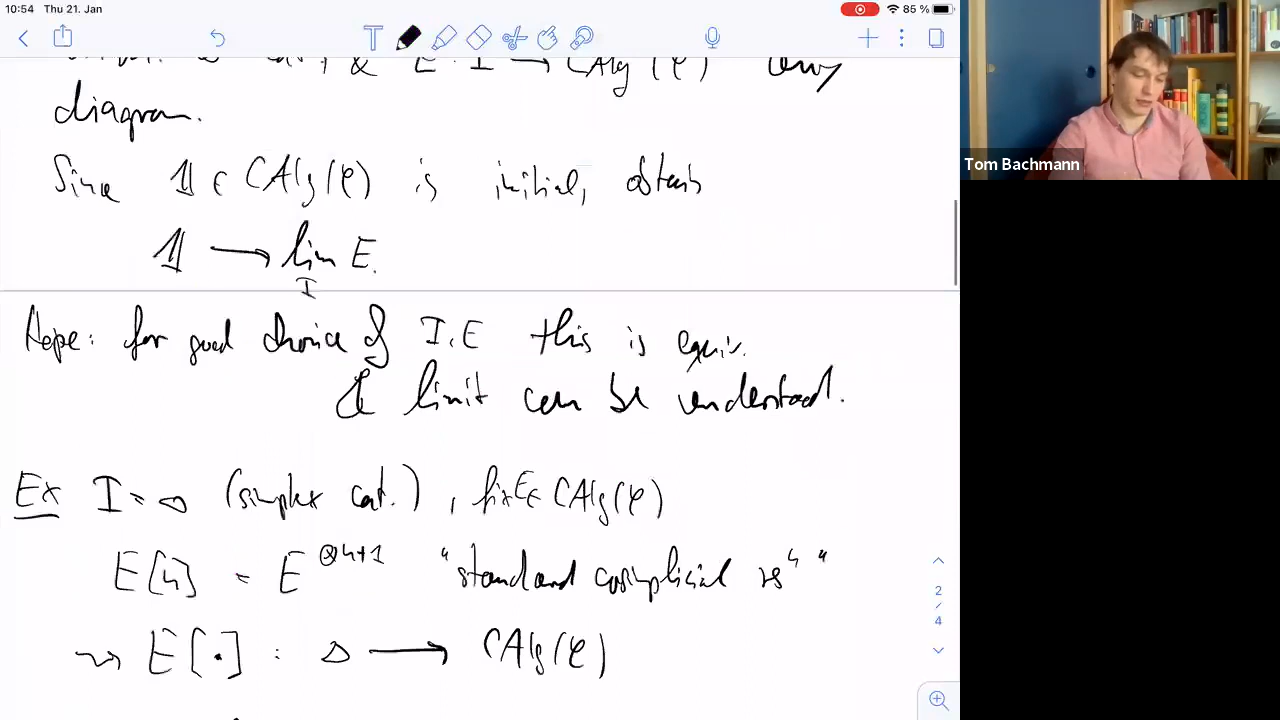 10:54 Thu 21. Jan
85 %
CAlg(𝒞)
diagram.
Since 𝟙 ∈ CAlg(𝒞) is initial, obtain
𝟙 → lim E.
I
Hope: for good choice of I, E this is equiv.
& limit can be understood.
Ex I = Δ (simplex cat.), fix E ∈ CAlg(𝒞)
E[n] = E^{⊗n+1} "standard cosimplicial res"
⇝ E[•] : Δ → CAlg(𝒞)
2
/
4
Tom Bachmann